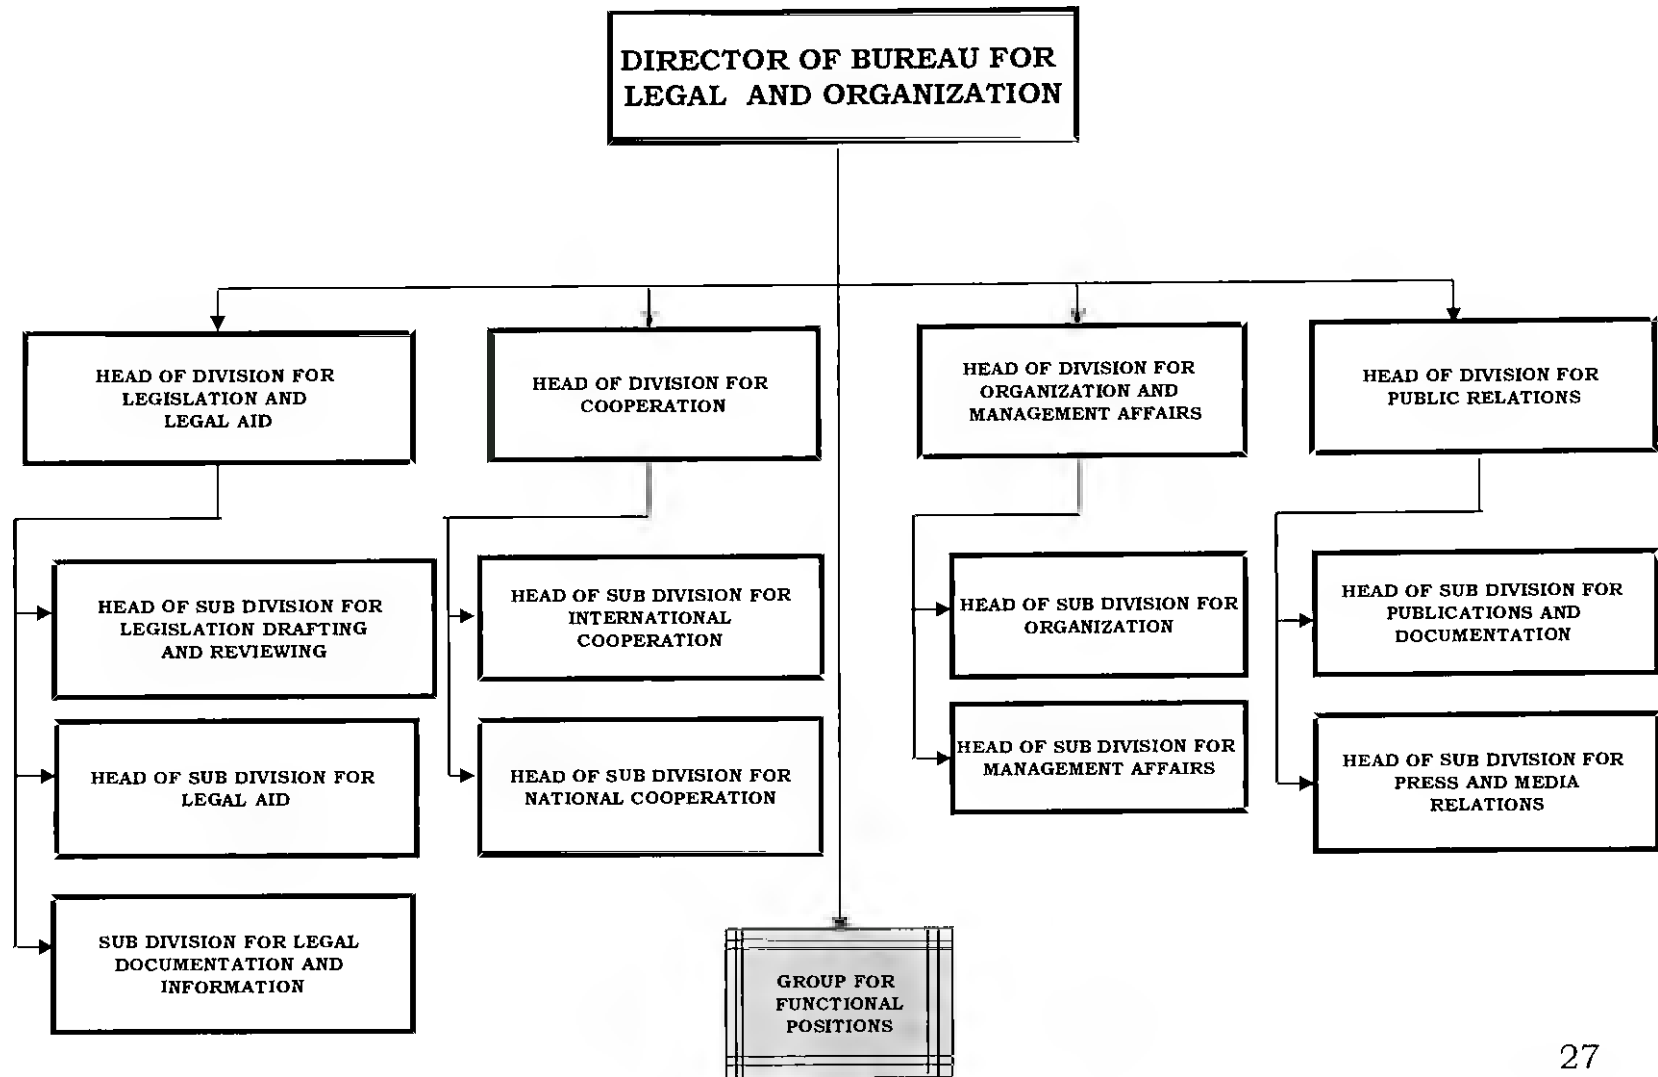 DIRECTOR OF BUREAU FOR
LEGAL AND ORGANIZATION
HEAD OF DIVISION FOR
LEGISLATION AND
LEGAL AID
HEAD OF DIVISION FOR
COOPERATION
HEAD OF DIVISION FOR
ORGANIZATION AND
MANAGEMENT AFFAIRS
HEAD OF DIVISION FOR
PUBLIC RELATIONS
HEAD OF SUB DIVISION FOR
LEGISLATION DRAFTING
AND REVIEWING
HEAD OF SUB DIVISION FOR
INTERNATIONAL
COOPERATION
HEAD OF SUB DIVISION FOR
ORGANIZATION
HEAD OF SUB DIVISION FOR
PUBLICATIONS AND
DOCUMENTATION
HEAD OF SUB DIVISION FOR
LEGAL AID
HEAD OF SUB DIVISION FOR
NATIONAL COOPERATION
HEAD OF SUB DIVISION FOR
MANAGEMENT AFFAIRS
HEAD OF SUB DIVISION FOR
PRESS AND MEDIA
RELATIONS
SUB DIVISION FOR LEGAL
DOCUMENTATION AND
INFORMATION
GROUP FOR
FUNCTIONAL
POSITIONS
27